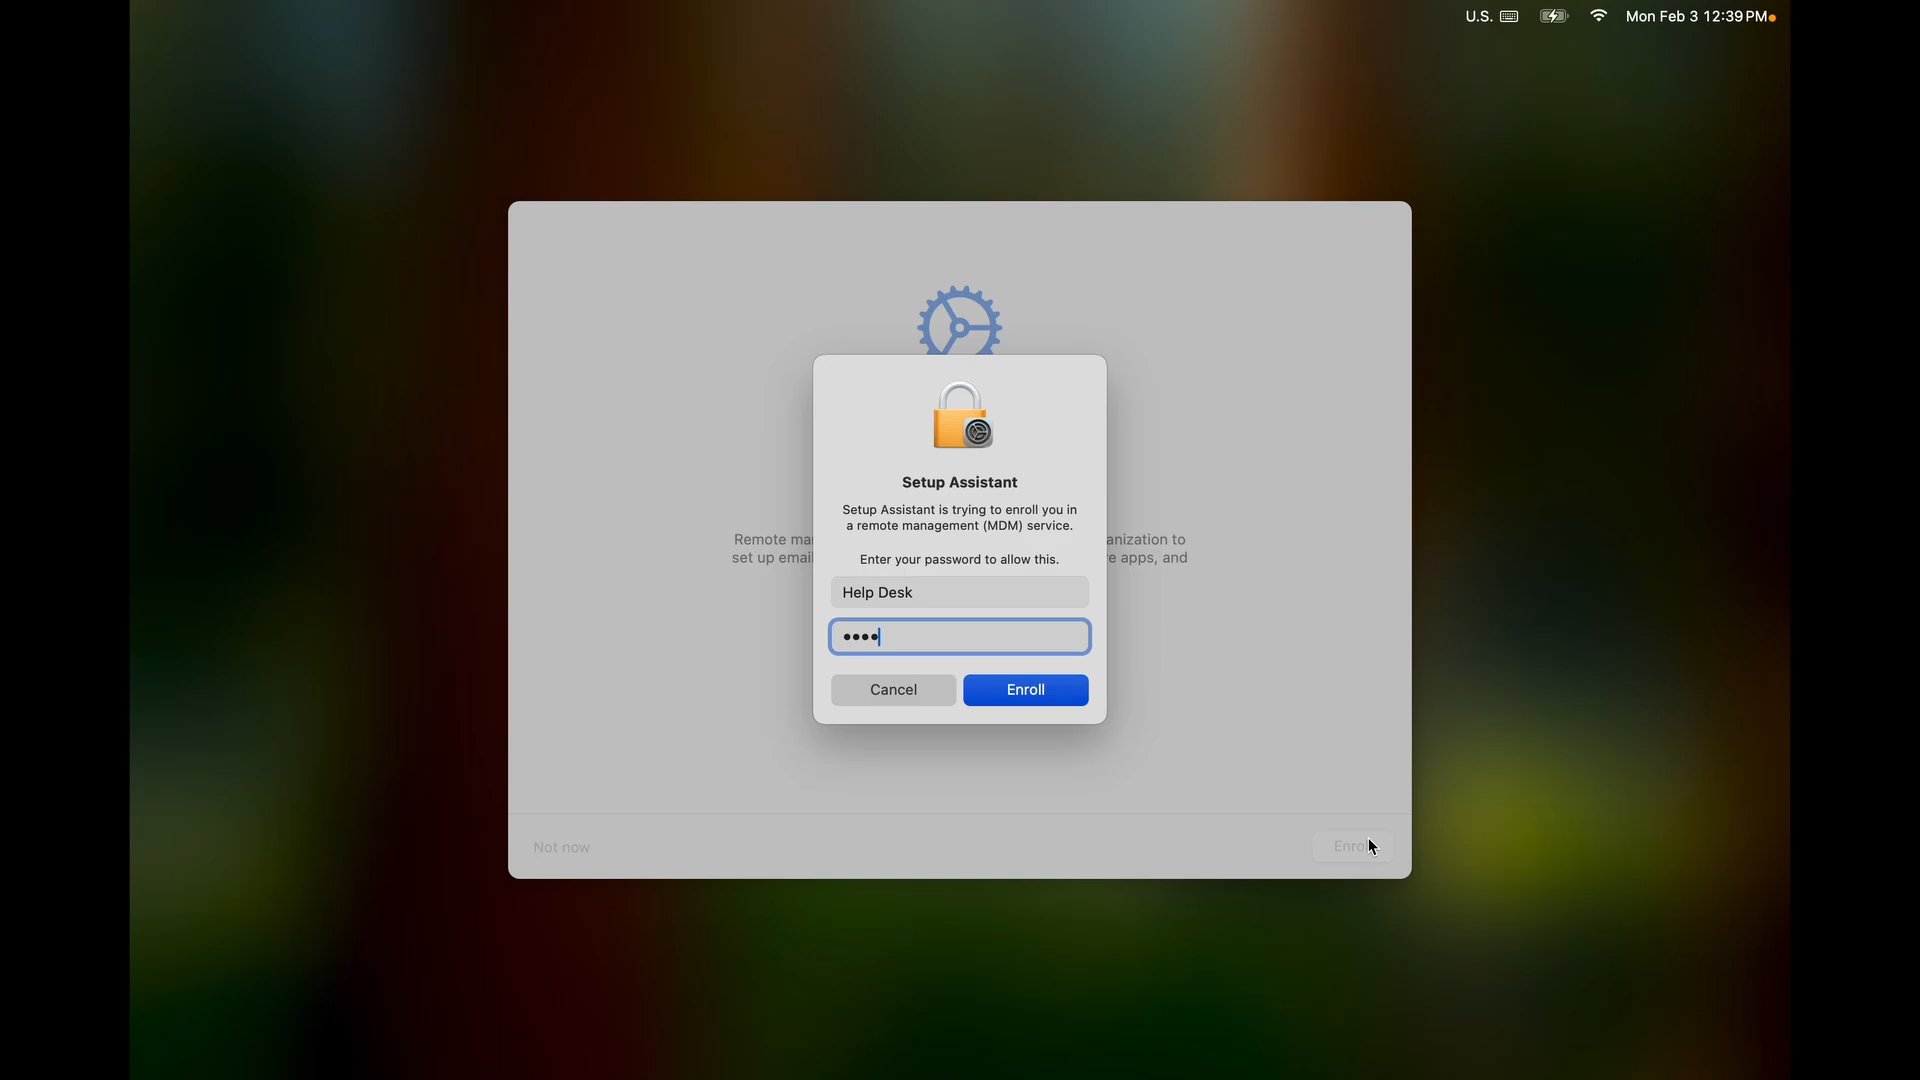 U.S. Mon Feb 3 12:39 PM
Setup Assistant
Setup Assistant is trying to enroll you in
a remote management (MDM) service.
Remote anization to
set up email e apps, and
Enter your password to allow this.
Help Desk
••••
Cancel Enroll
Not now